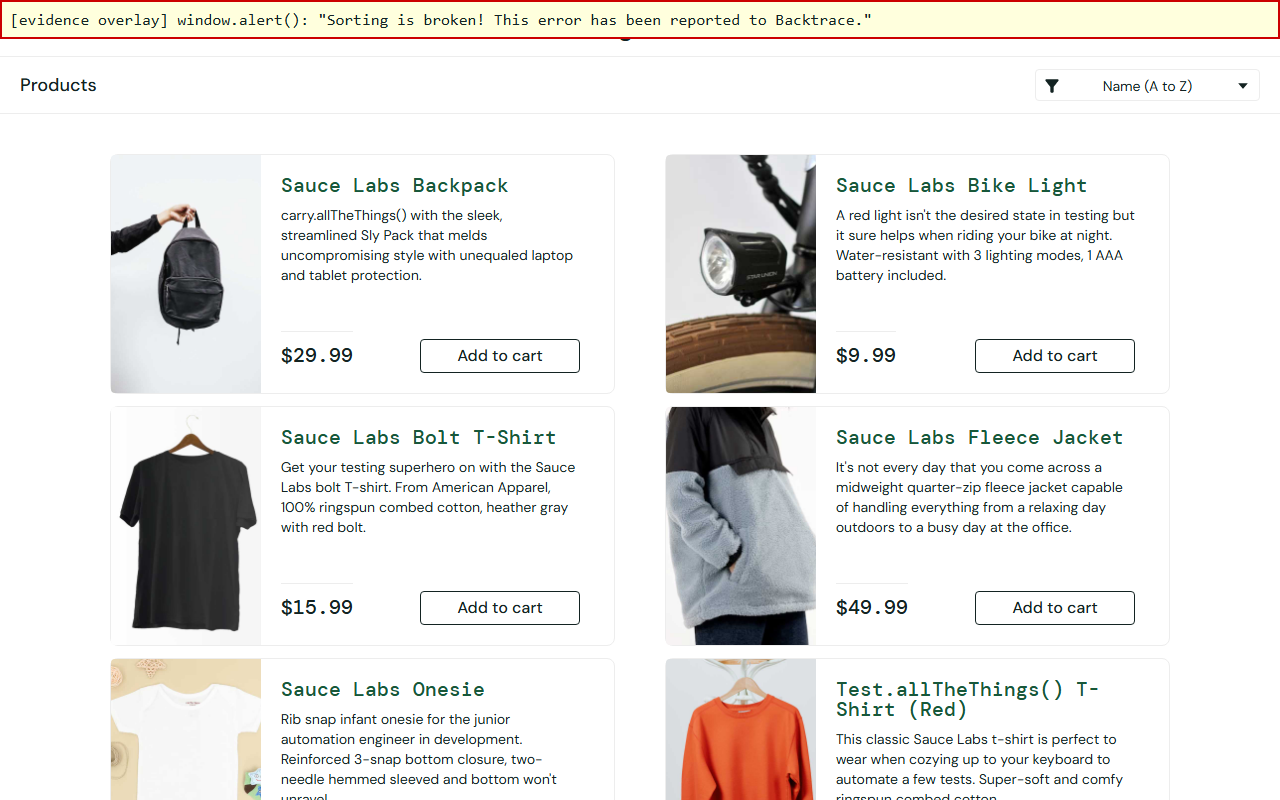 [evidence overlay] window.alert(): "Sorting is broken! This error has been reported to Backtrace."
Products
Name (A to Z)
Sauce Labs Backpack
carry.allTheThings() with the sleek,
streamlined Sly Pack that melds
uncompromising style with unequaled laptop
and tablet protection.
$29.99
Add to cart
Sauce Labs Bike Light
A red light isn't the desired state in testing but
it sure helps when riding your bike at night.
Water-resistant with 3 lighting modes, 1 AAA
battery included.
$9.99
Add to cart
Sauce Labs Bolt T-Shirt
Get your testing superhero on with the Sauce
Labs bolt T-shirt. From American Apparel,
100% ringspun combed cotton, heather gray
with red bolt.
$15.99
Add to cart
Sauce Labs Fleece Jacket
It's not every day that you come across a
midweight quarter-zip fleece jacket capable
of handling everything from a relaxing day
outdoors to a busy day at the office.
$49.99
Add to cart
Sauce Labs Onesie
Rib snap infant onesie for the junior
automation engineer in development.
Reinforced 3-snap bottom closure, two-
needle hemmed sleeved and bottom won't
unravel.
Test.allTheThings() T-
Shirt (Red)
This classic Sauce Labs t-shirt is perfect to
wear when cozying up to your keyboard to
automate a few tests. Super-soft and comfy
ringspun combed cotton.